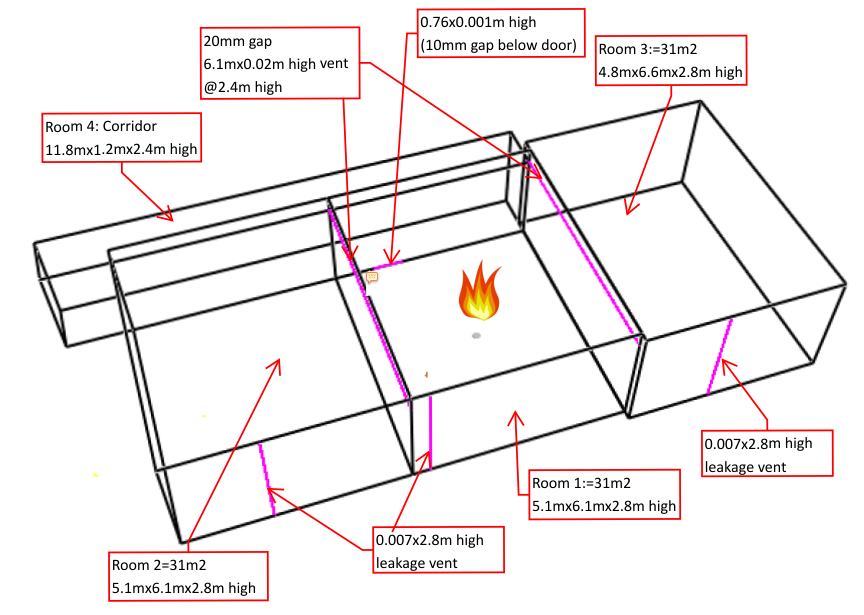 20mm gap
6.1mx0.02m high vent
@2.4m high
0.76x0.001m high
(10mm gap below door)
Room 3:=31m2
4.8mx6.6mx2.8m high
Room 4: Corridor
11.8mx1.2mx2.4m high
0.007x2.8m high
leakage vent
Room 1:=31m2
5.1mx6.1mx2.8m high
0.007x2.8m high
leakage vent
Room 2=31m2
5.1mx6.1mx2.8m high